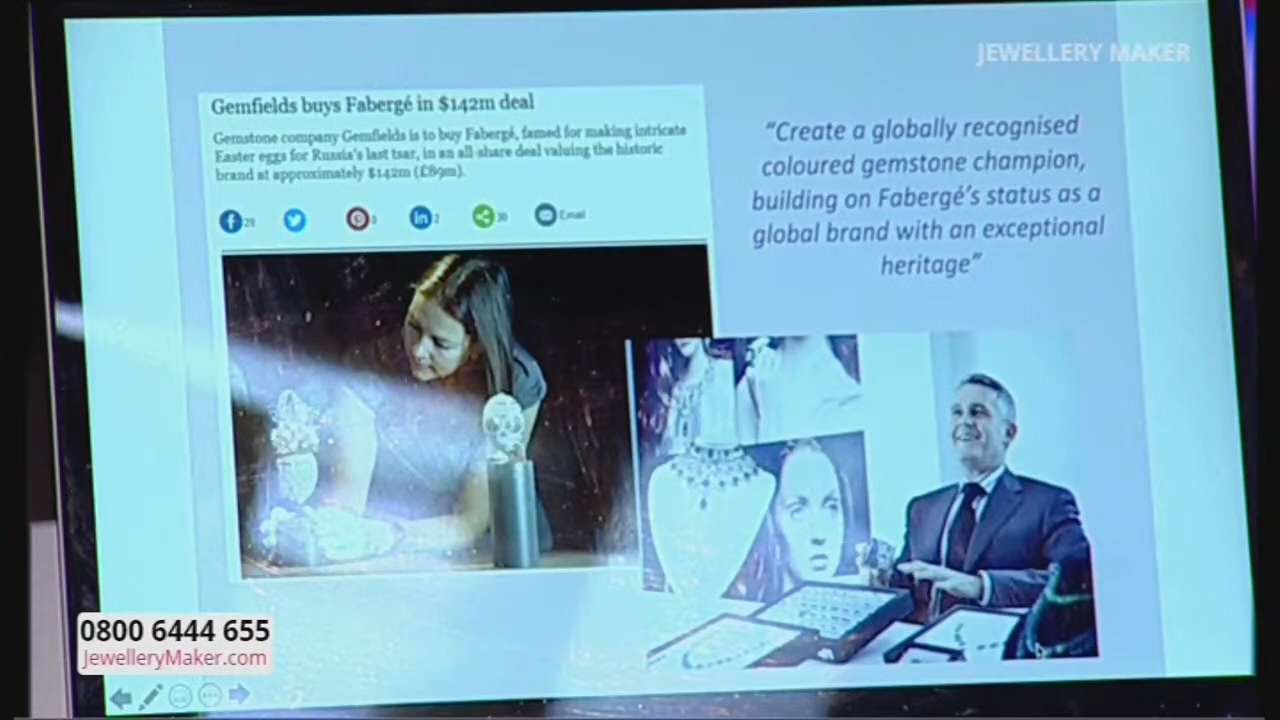 JEWELLERY MAKER
Gemfields buys Fabergé in $142m deal
Gemstone company Gemfields is to buy Fabergé, famed for making intricate
Easter eggs for Russia's last tsar, in an all-share deal valuing the historic
brand at approximately $142m (£89m).
Email
"Create a globally recognised
coloured gemstone champion,
building on Fabergé's status as a
global brand with an exceptional
heritage"
0800 6444 655
JewelleryMaker.com